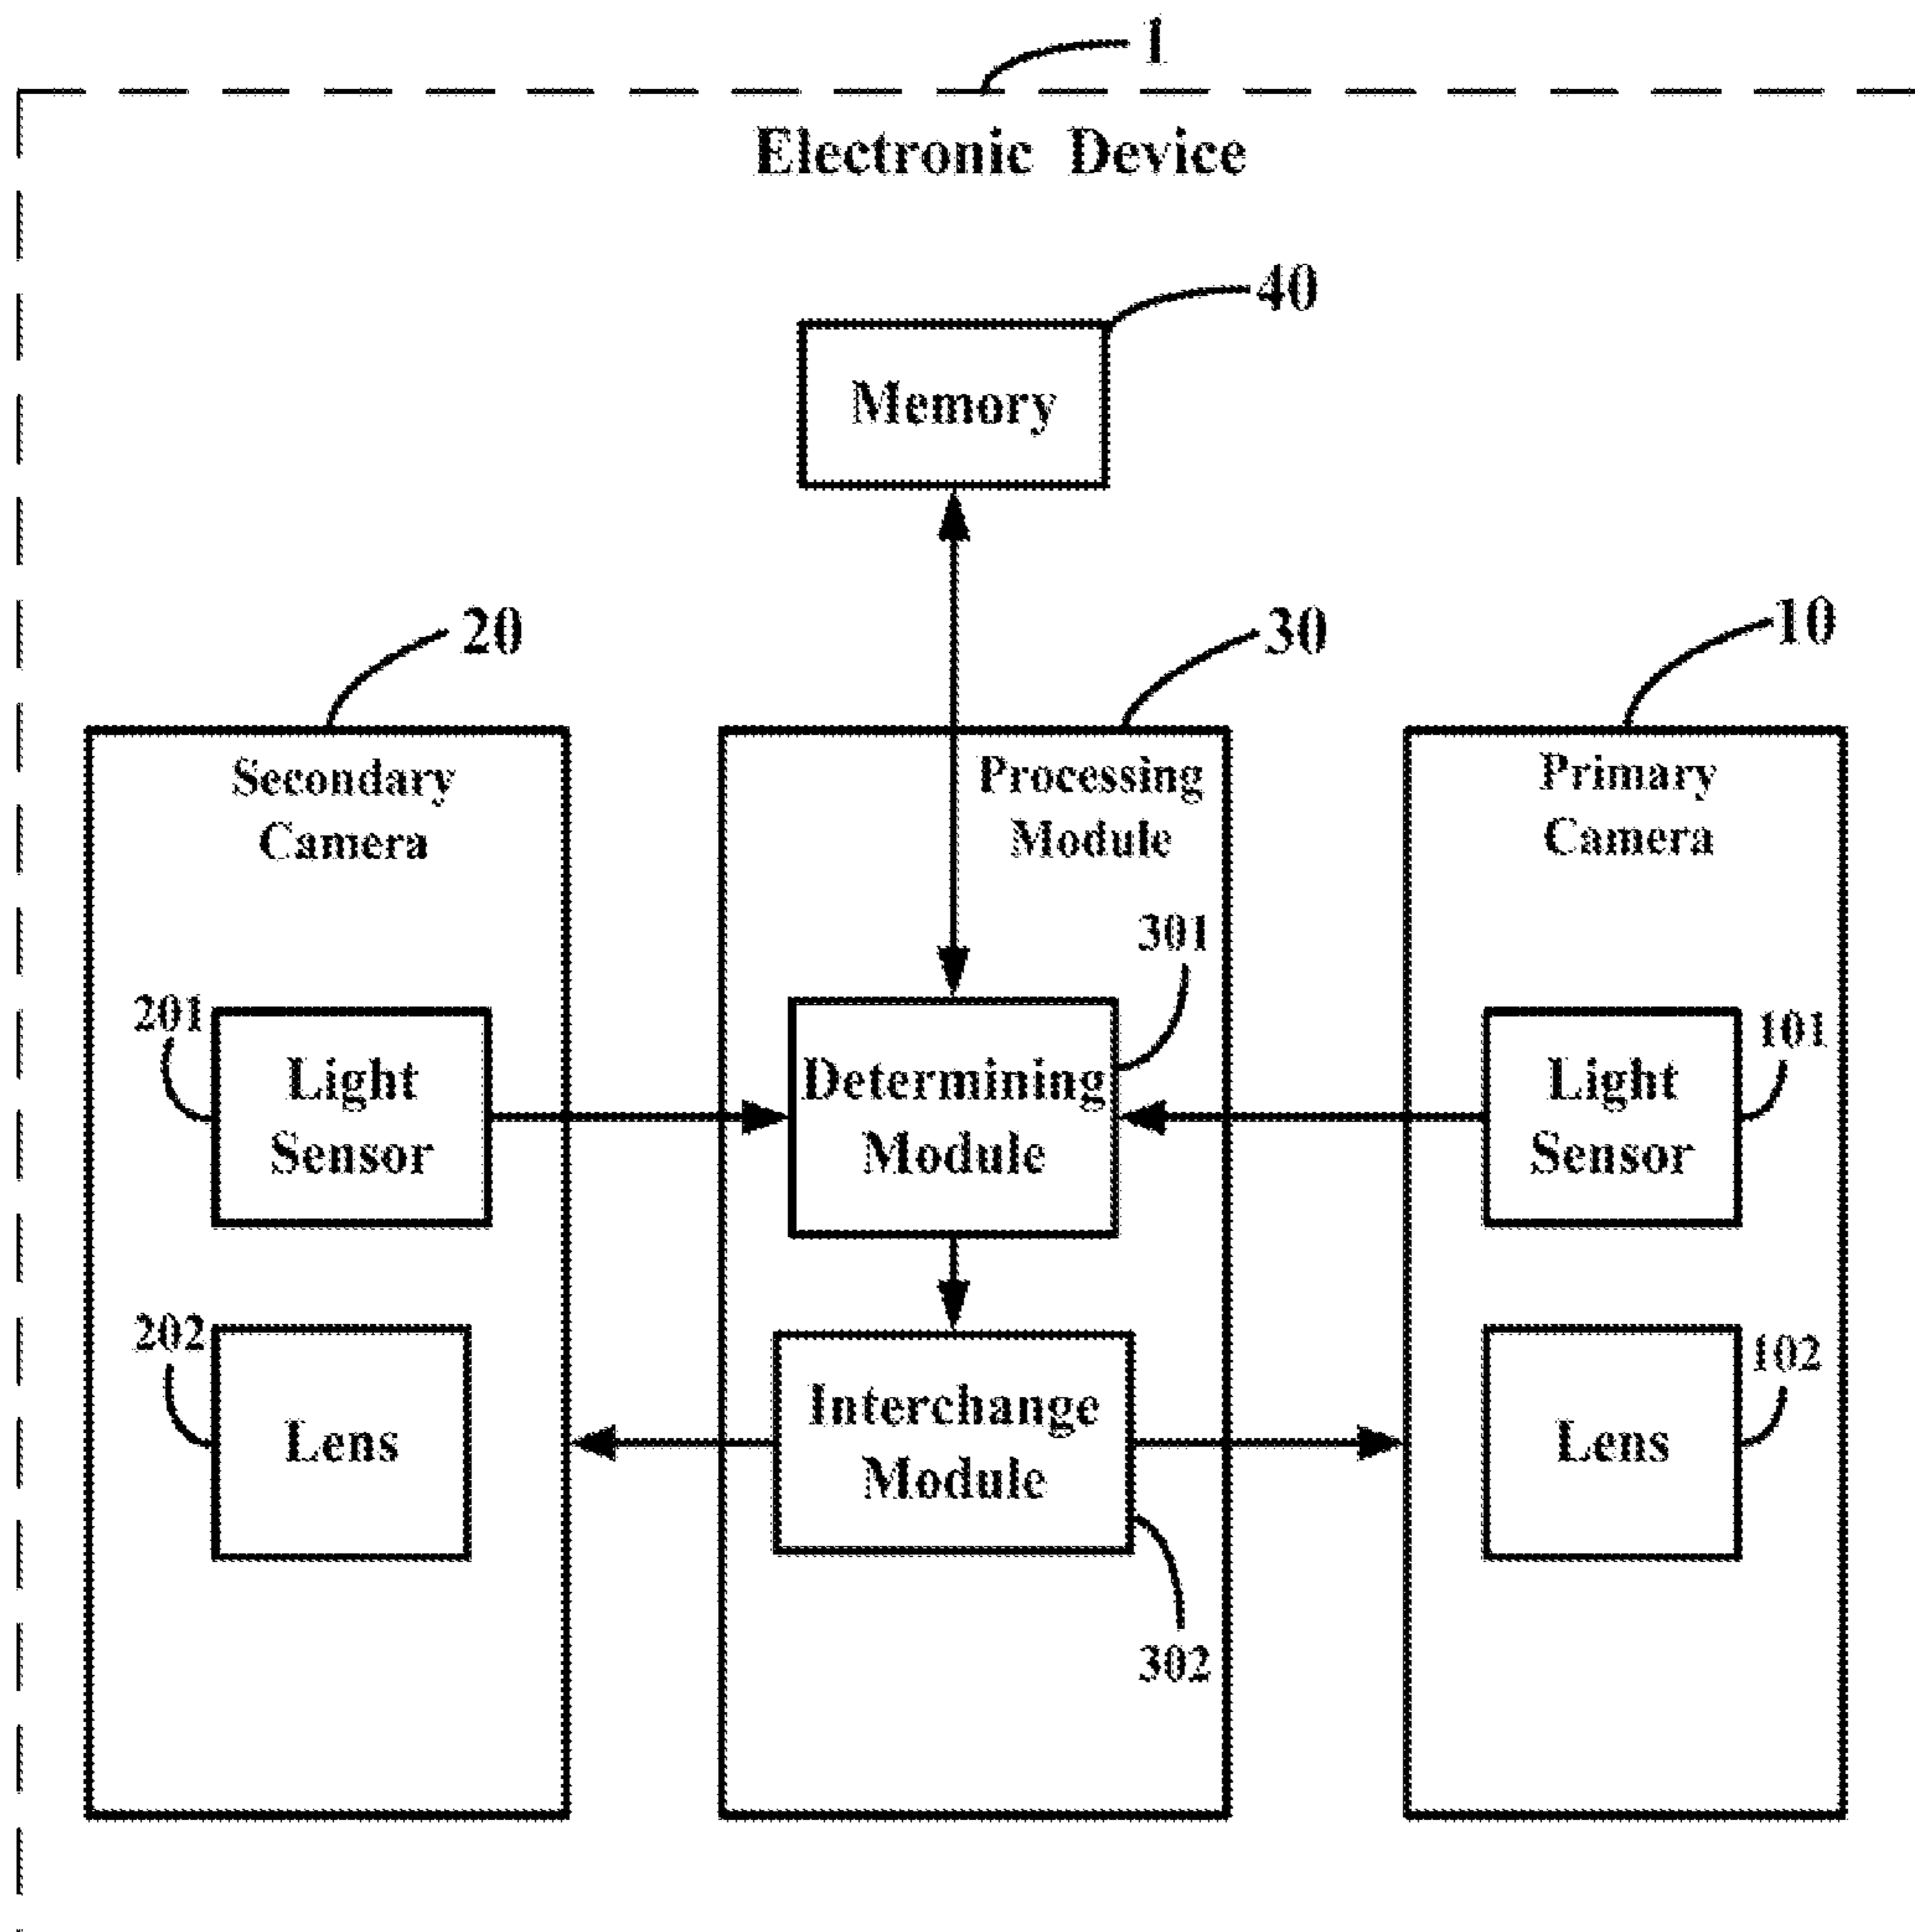 1
Electronic Device
40
Memory
20
30
10
Secondary
Camera
Processing
Module
Primary
Camera
301
201
Light
Sensor
Determining
Module
Light
Sensor
101
202
Lens
Interchange
Module
Lens
102
302